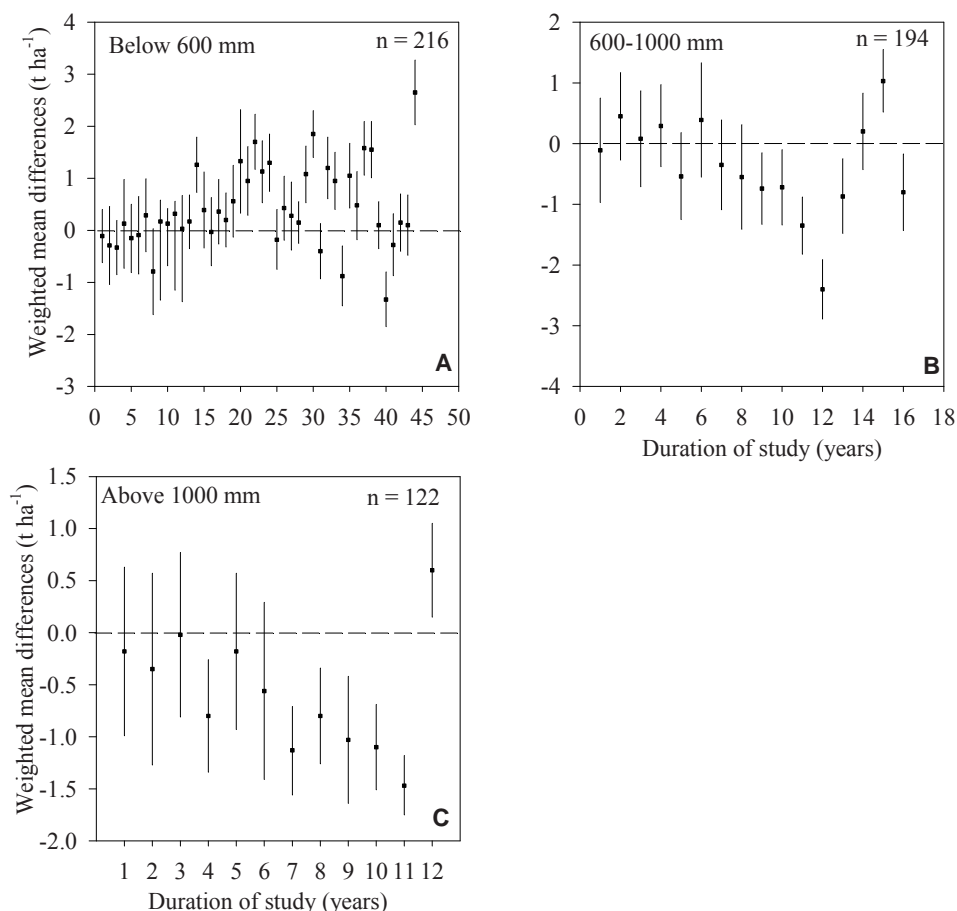 Weighted mean differences (t ha-1)
4
3
2
1
0
-1
-2
-3
Below 600 mm
n = 216
A
0 5 10 15 20 25 30 35 40 45 50
2
1
0
-1
-2
-3
-4
600-1000 mm
n = 194
B
0 2 4 6 8 10 12 14 16 18
Duration of study (years)
Weighted mean differences (t ha-1)
1.5
1.0
0.5
0.0
-0.5
-1.0
-1.5
-2.0
Above 1000 mm
n = 122
C
1 2 3 4 5 6 7 8 9 10 11 12
Duration of study (years)